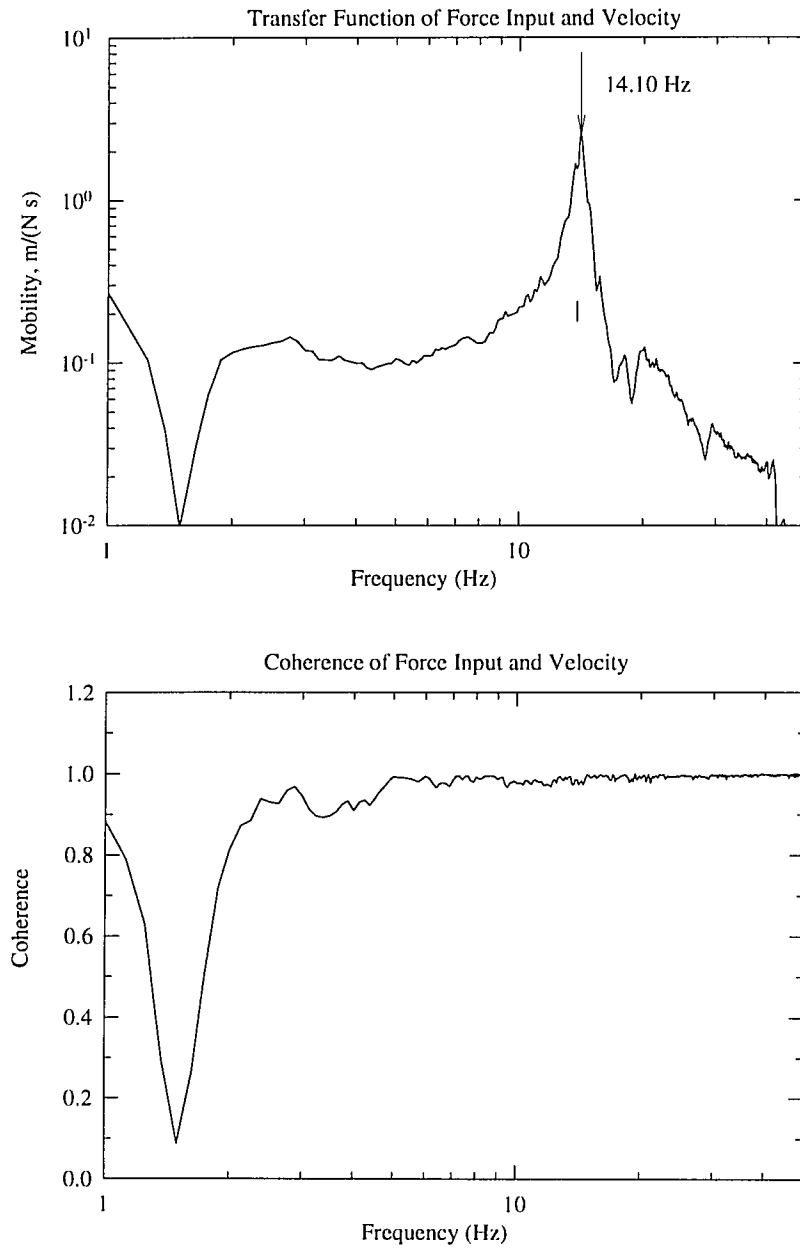 Transfer Function of Force Input and Velocity
10¹
14.10 Hz
10⁰
Mobility, m/(N s)
10⁻¹
10⁻²
1
10
Frequency (Hz)
Coherence of Force Input and Velocity
1.2
1.0
0.8
0.6
0.4
0.2
0.0
Coherence
1
10
Frequency (Hz)